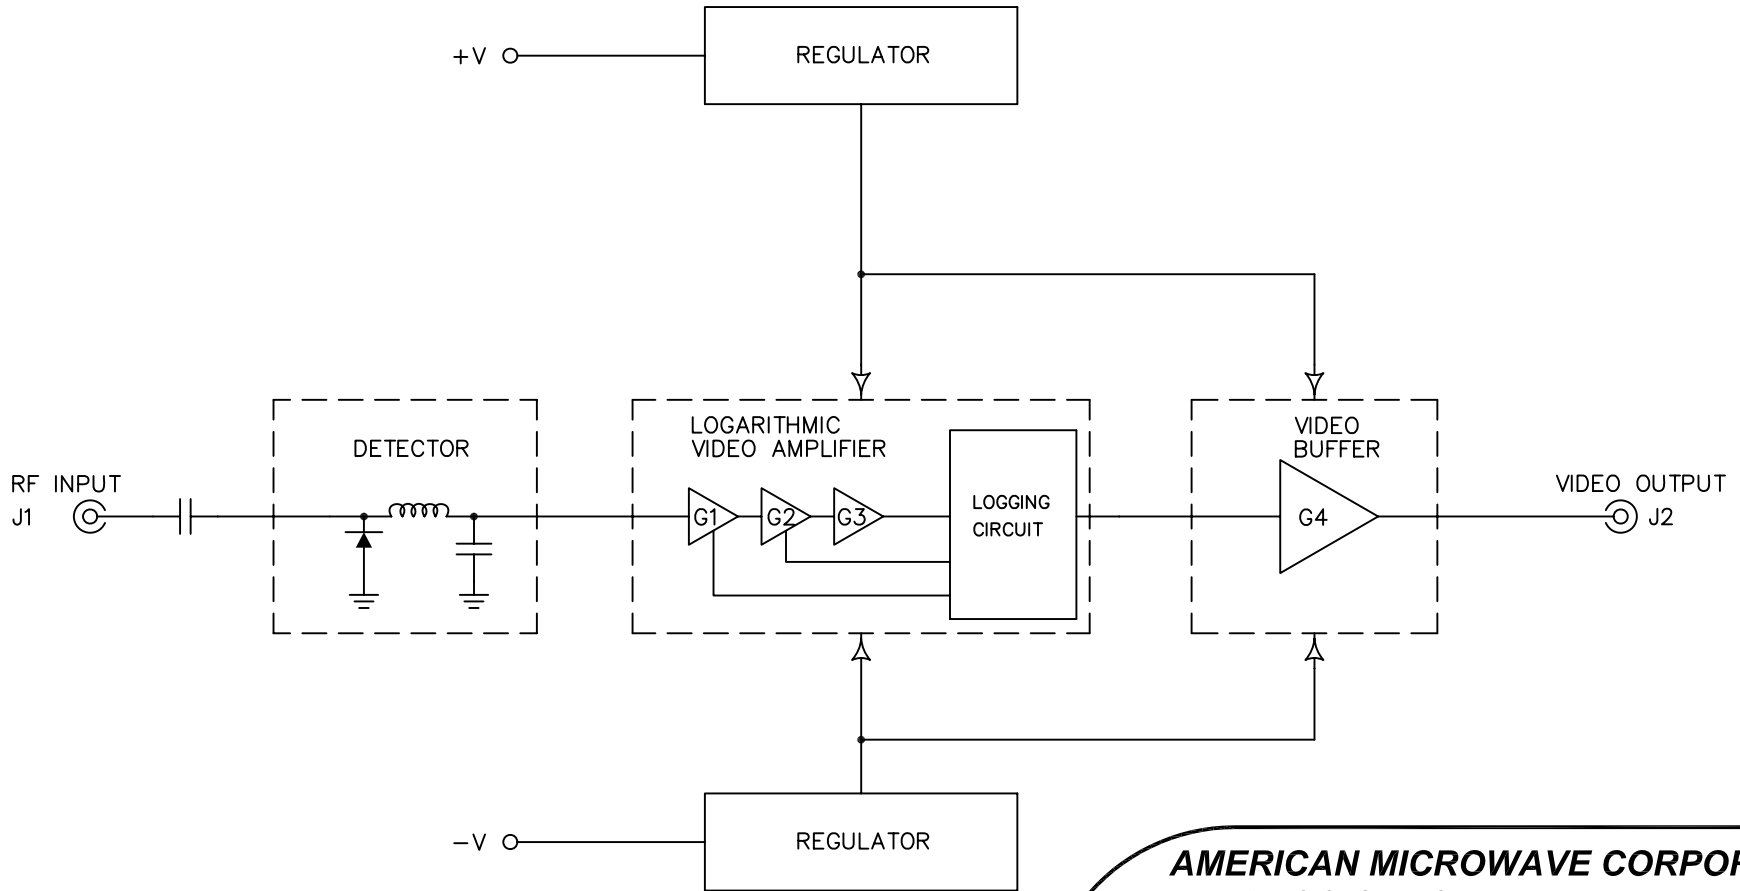 +V
REGULATOR
LOGARITHMIC
VIDEO AMPLIFIER
VIDEO
BUFFER
DETECTOR
RF INPUT
J1
G1
G2
G3
LOGGING
CIRCUIT
G4
VIDEO OUTPUT
J2
-V
REGULATOR
AMERICAN MICROWAVE CORPOR